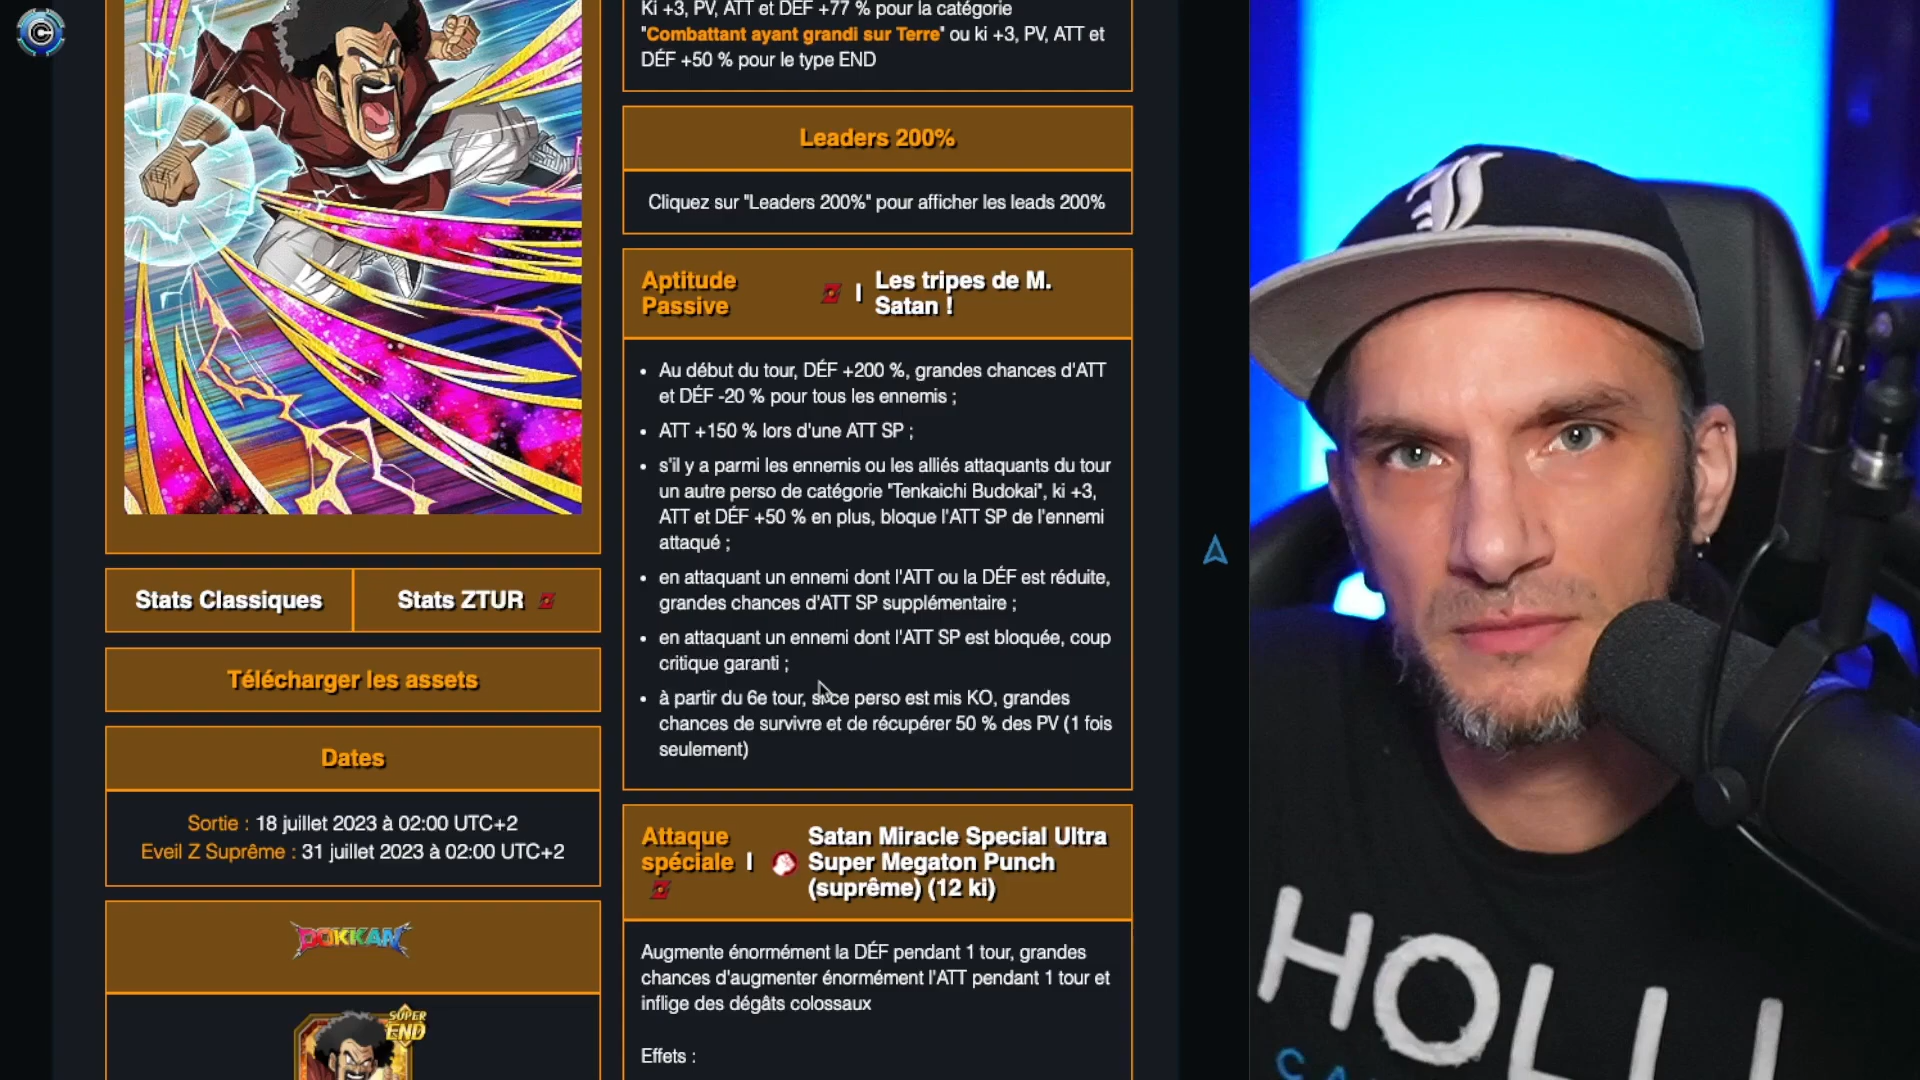 Ki +3, PV, ATT et DÉF +77 % pour la catégorie
"Combattant ayant grandi sur Terre" ou ki +3, PV, ATT et
DÉF +50 % pour le type END
Leaders 200%
Cliquez sur "Leaders 200%" pour afficher les leads 200%
Aptitude
Passive
Z | Les tripes de M.
Satan !
Au début du tour, DÉF +200 %, grandes chances d'ATT
et DÉF -20 % pour tous les ennemis ;
ATT +150 % lors d'une ATT SP ;
s'il y a parmi les ennemis ou les alliés attaquants du tour
un autre perso de catégorie "Tenkaichi Budokai", ki +3,
ATT et DÉF +50 % en plus, bloque l'ATT SP de l'ennemi
attaqué ;
en attaquant un ennemi dont l'ATT ou la DÉF est réduite,
grandes chances d'ATT SP supplémentaire ;
en attaquant un ennemi dont l'ATT SP est bloquée, coup
critique garanti ;
à partir du 6e tour, si ce perso est mis KO, grandes
chances de survivre et de récupérer 50 % des PV (1 fois
seulement)
Attaque
spéciale |
Z
Satan Miracle Special Ultra
Super Megaton Punch
(suprême) (12 ki)
Augmente énormément la DÉF pendant 1 tour, grandes
chances d'augmenter énormément l'ATT pendant 1 tour et
inflige des dégâts colossaux
Effets :
Stats Classiques
Stats ZTUR Z
Télécharger les assets
Dates
Sortie : 18 juillet 2023 à 02:00 UTC+2
Eveil Z Suprême : 31 juillet 2023 à 02:00 UTC+2
DOKKAN
SUPER
END
HOLI
CA